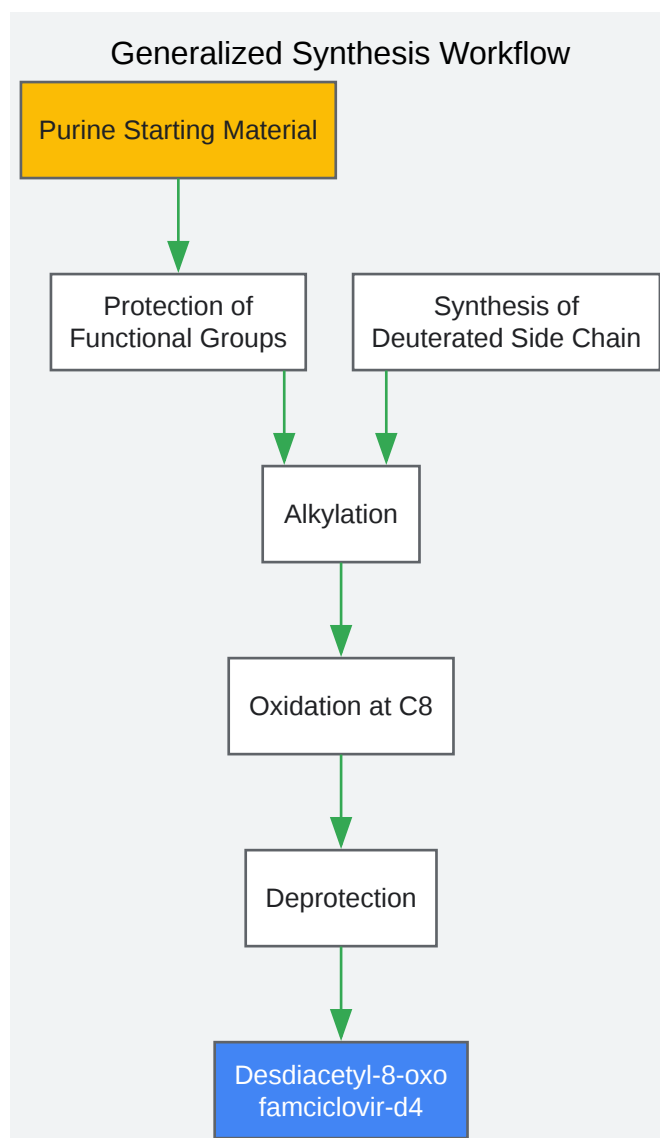 Generalized Synthesis Workflow
Purine Starting Material
Protection of
Functional Groups
Synthesis of
Deuterated Side Chain
Alkylation
Oxidation at C8
Deprotection
Desdiacetyl-8-oxo
famciclovir-d4